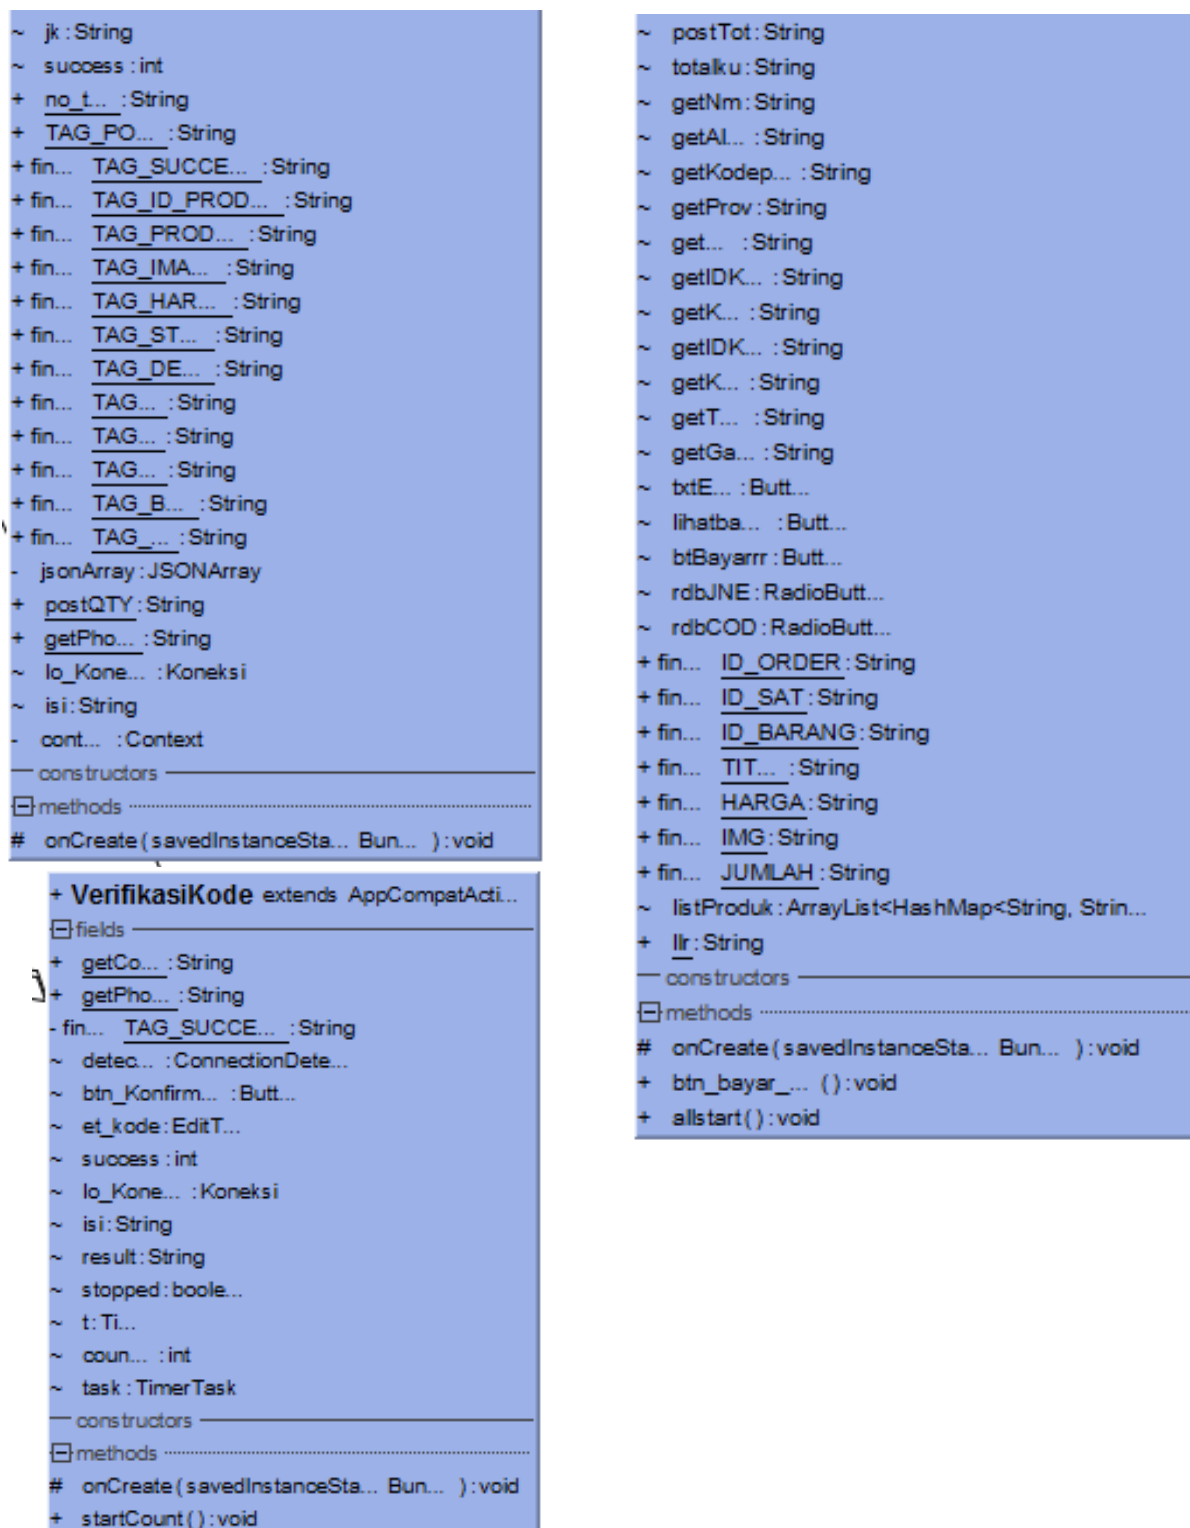 ~ jk : String
~ success : int
+ no_t... : String
+ TAG_PO... : String
+ fin... TAG_SUCCE... : String
+ fin... TAG_ID_PROD... : String
+ fin... TAG_PROD... : String
+ fin... TAG_IMA... : String
+ fin... TAG_HAR... : String
+ fin... TAG_ST... : String
+ fin... TAG_DE... : String
+ fin... TAG... : String
+ fin... TAG... : String
+ fin... TAG... : String
+ fin... TAG_B... : String
+ fin... TAG_... : String
- jsonArray : JSONArray
+ postQTY : String
+ getPho... : String
~ lo_Kone... : Koneksi
~ isi : String
- cont... : Context
constructors
methods
# onCreate ( savedInstanceSta... Bun... ) : void
+ VerifikasiKode extends AppCompatActi...
fields
+ getCo... : String
+ getPho... : String
- fin... TAG_SUCCE... : String
~ detec... : ConnectionDete...
~ btn_Konfirm... : Butt...
~ et_kode : EditT...
~ success : int
~ lo_Kone... : Koneksi
~ isi : String
~ result : String
~ stopped : boole...
~ t : Ti...
~ coun... : int
~ task : TimerTask
constructors
methods
# onCreate ( savedInstanceSta... Bun... ) : void
+ startCount ( ) : void
~ postTot : String
~ totalku : String
~ getNm : String
~ getAl... : String
~ getKodep... : String
~ getProv : String
~ get... : String
~ getIDK... : String
~ getK... : String
~ getIDK... : String
~ getK... : String
~ getT... : String
~ getGa... : String
~ txtE... : Butt...
~ lihatba... : Butt...
~ btBayarrr : Butt...
~ rdbJNE : RadioButt...
~ rdbCOD : RadioButt...
+ fin... ID_ORDER : String
+ fin... ID_SAT : String
+ fin... ID_BARANG : String
+ fin... TIT... : String
+ fin... HARGA : String
+ fin... IMG : String
+ fin... JUMLAH : String
~ listProduk : ArrayList<HashMap<String, Strin...
+ llr : String
constructors
methods
# onCreate ( savedInstanceSta... Bun... ) : void
+ btn_bayar_... ( ) : void
+ allstart ( ) : void